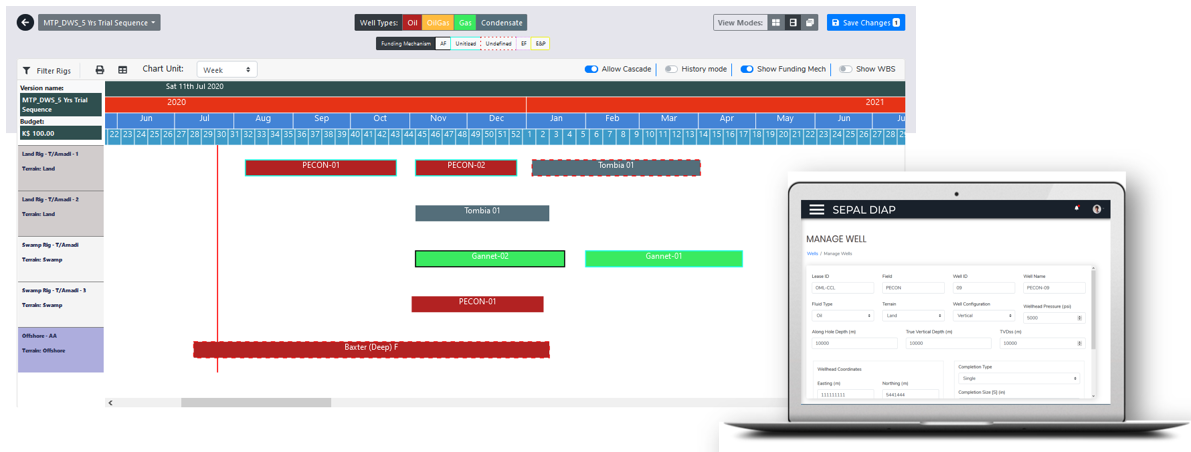 MTP_DWS_5 Yrs Trial Sequence
Well Types: Oil OilGas Gas Condensate
View Modes:
Save Changes 1
Funding Mechanism AF Unitised Undefined EF E&P
Filter Rigs
Chart Unit: Week
Allow Cascade
History mode
Show Funding Mech
Show WBS
Version name:
MTP_DWS_5 Yrs Trial
Sequence
Budget:
K$ 100.00
Sat 11th Jul 2020
2020 2021
Jun Jul Aug Sep Oct Nov Dec Jan Feb Mar Apr May Jun Ju
22 23 24 25 26 27 28 29 30 31 32 33 34 35 36 37 38 39 40 41 42 43 44 45 46 47 48 49 50 51 52 1 2 3 4 5 6 7 8 9 10 11 12 13 14 15 16 17 18 19 20 21 22 23 24 25 26 27 28 29
Land Rig - T/Amadi - 1
Terrain: Land
PECON-01 PECON-02 Tombia 01
Land Rig - T/Amadi - 2
Terrain: Land
Tombia 01
Swamp Rig - T/Amadi
Terrain: Swamp
Gannet-02 Gannet-01
Swamp Rig - T/Amadi - 3
Terrain: Swamp
PECON-01
Offshore - AA
Terrain: Offshore
Baxter (Deep) F
SEPAL DIAP
MANAGE WELL
Wells / Manage Wells
Lease ID Field Well ID Well Name
OML-CCL PECON 09 PECON-09
Fluid Type Terrain Well Configuration Wellhead Pressure (psi)
Oil Land Vertical 5000
Along Hole Depth (m) True Vertical Depth (m) TVDss (m)
10000 10000 10000
Wellhead Coordinates
Completion Type
Single
Easting (m) Northing (m)
Completion Size [S] (in)
111111111 5441444